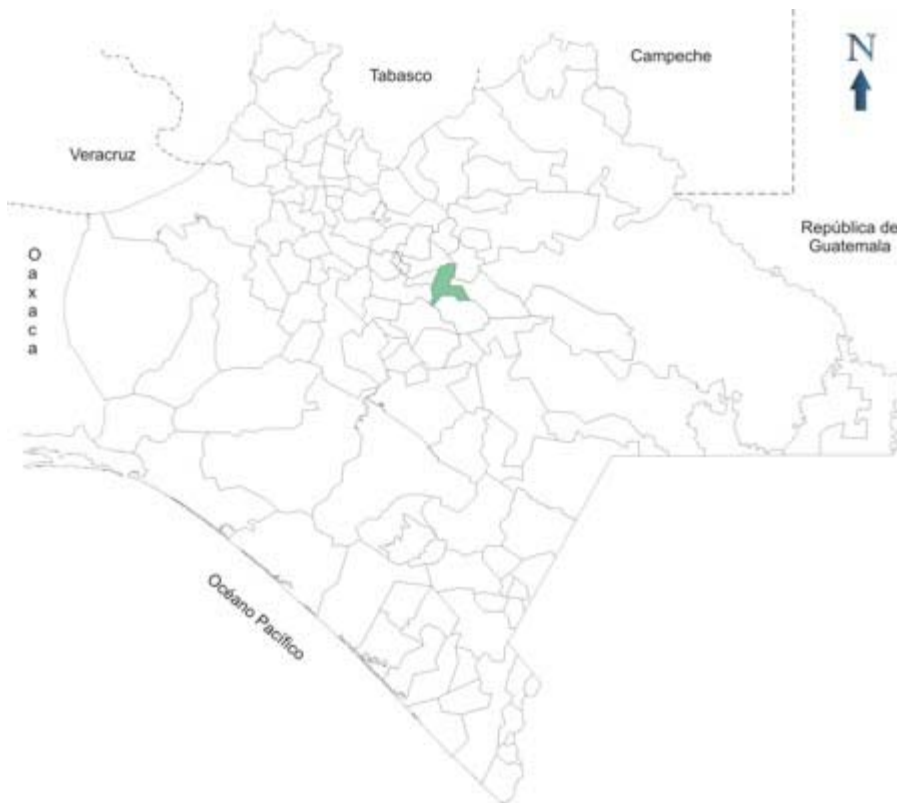 Campeche
N
Tabasco
Veracruz
República de
Guatemala
O
a
x
a
c
a
Océano Pacífico